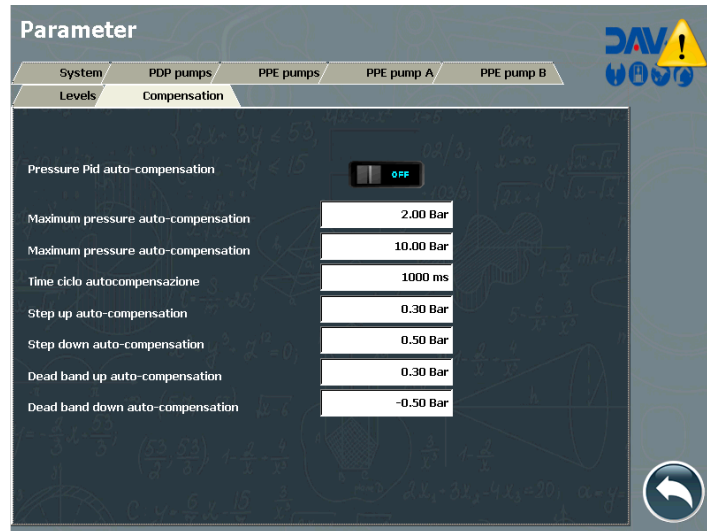 Parameter
System PDP pumps PPE pumps PPE pump A PPE pump B
Levels Compensation
Pressure Pid auto-compensation OFF
Maximum pressure auto-compensation 2.00 Bar
Maximum pressure auto-compensation 10.00 Bar
Time ciclo autocompensazione 1000 ms
Step up auto-compensation 0.30 Bar
Step down auto-compensation 0.50 Bar
Dead band up auto-compensation 0.30 Bar
Dead band down auto-compensation -0.50 Bar